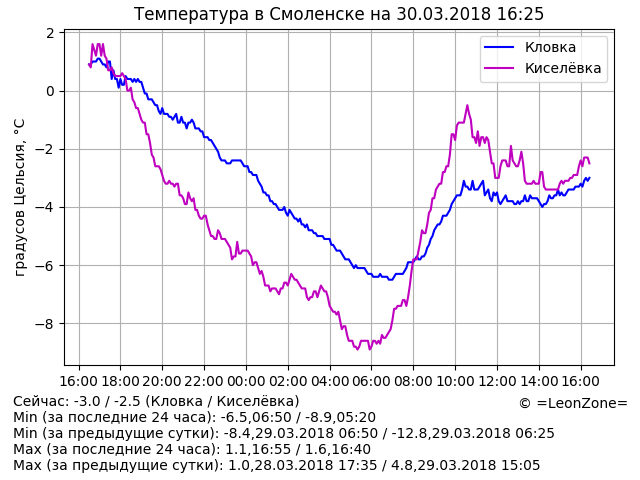 Температура в Смоленске на 30.03.2018 16:25
градусов Цельсия, °C
2
0
−2
−4
−6
−8
Кловка
Киселёвка
16:00 18:00 20:00 22:00 00:00 02:00 04:00 06:00 08:00 10:00 12:00 14:00 16:00
Сейчас: -3.0 / -2.5 (Кловка / Киселёвка)
© =LeonZone=
Min (за последние 24 часа): -6.5,06:50 / -8.9,05:20
Min (за предыдущие сутки): -8.4,29.03.2018 06:50 / -12.8,29.03.2018 06:25
Max (за последние 24 часа): 1.1,16:55 / 1.6,16:40
Max (за предыдущие сутки): 1.0,28.03.2018 17:35 / 4.8,29.03.2018 15:05